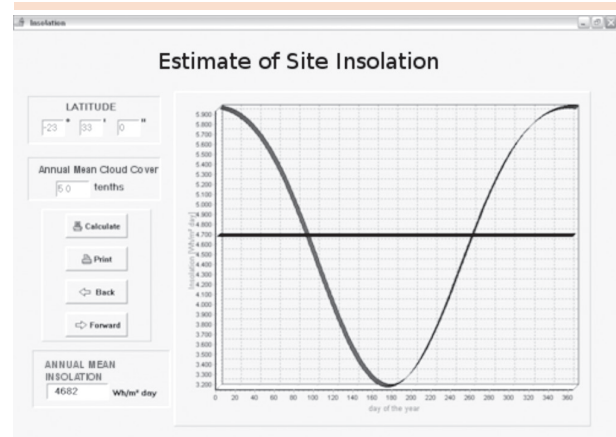 Insolation
Estimate of Site Insolation
LATITUDE
-23 ° 33 ' 0 "
Annual Mean Cloud Cover
5.0 tenths
Calculate
Print
Back
Forward
ANNUAL MEAN
INSOLATION
4682 Wh/m² day
Insolation [Wh/m² day]
5.900
5.800
5.700
5.600
5.500
5.400
5.300
5.200
5.100
5.000
4.900
4.800
4.700
4.600
4.500
4.400
4.300
4.200
4.100
4.000
3.900
3.800
3.700
3.600
3.500
3.400
3.300
3.200
0 20 40 60 80 100 120 140 160 180 200 220 240 260 280 300 320 340 360
day of the year